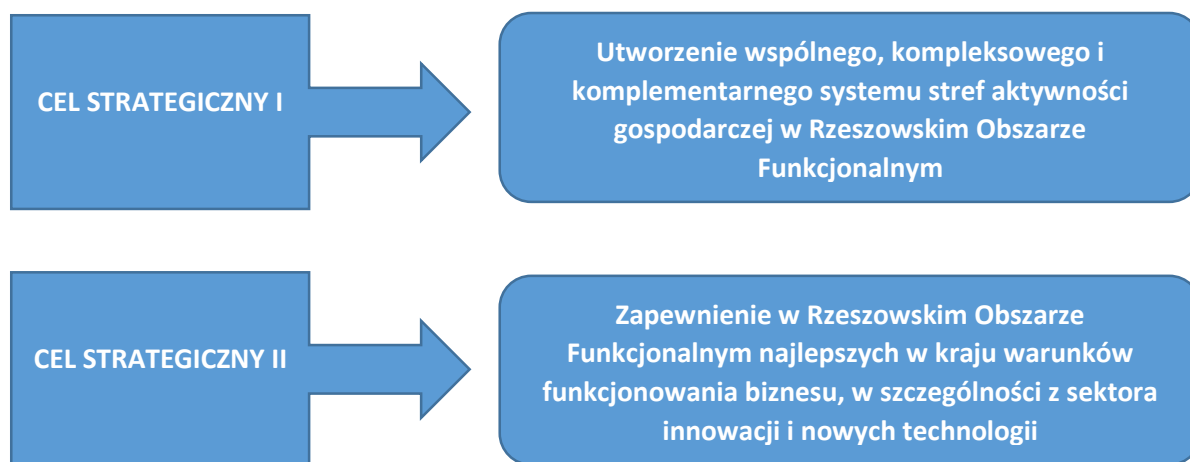 CEL STRATEGICZNY I
Utworzenie wspólnego, kompleksowego i
komplementarnego systemu stref aktywności
gospodarczej w Rzeszowskim Obszarze
Funkcjonalnym
CEL STRATEGICZNY II
Zapewnienie w Rzeszowskim Obszarze
Funkcjonalnym najlepszych w kraju warunków
funkcjonowania biznesu, w szczególności z sektora
innowacji i nowych technologii